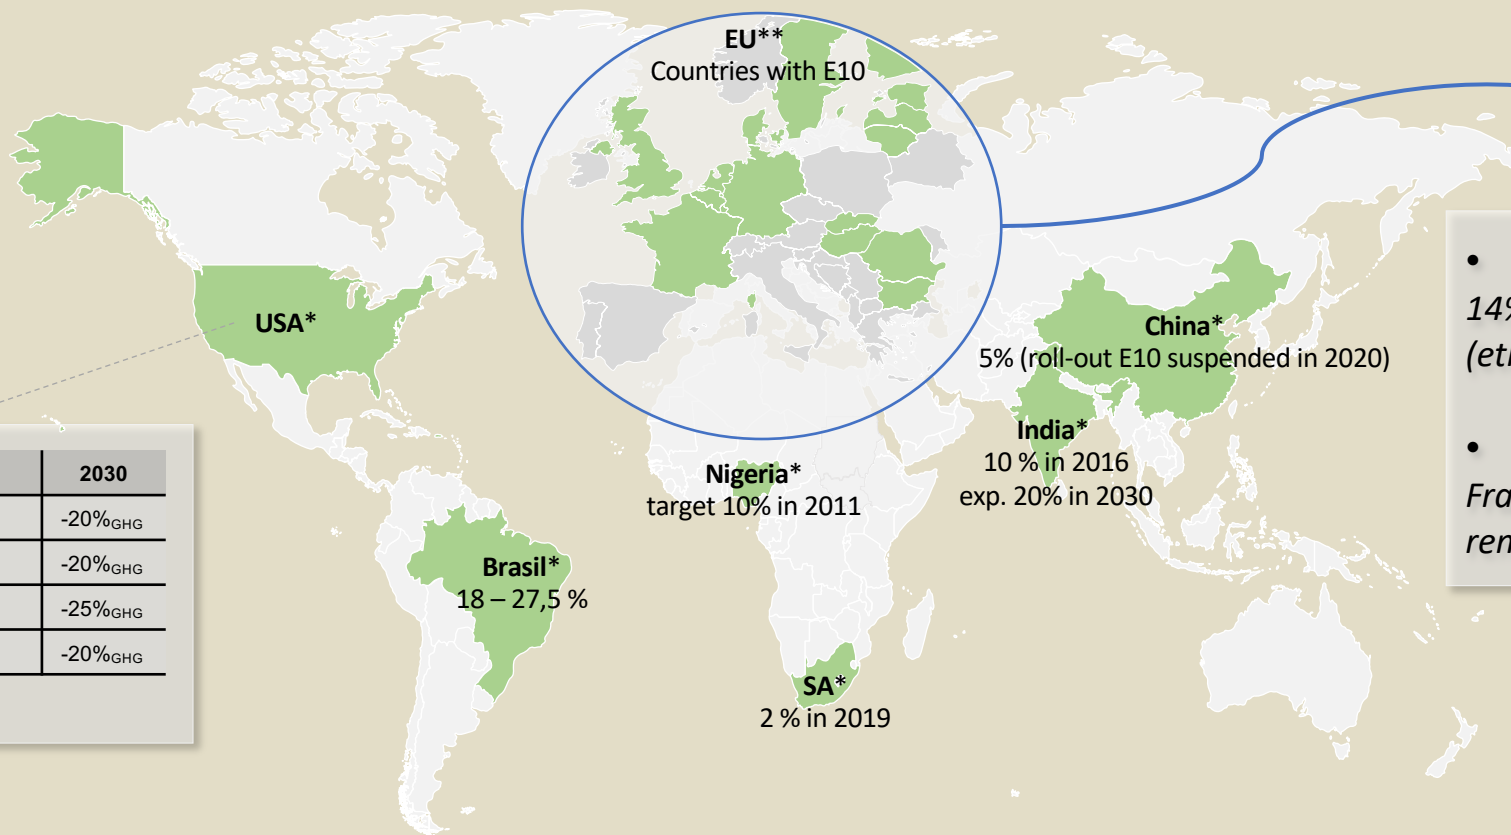 EU**
Countries with E10
USA*
China*
5% (roll-out E10 suspended in 2020)
India*
10 % in 2016
exp. 20% in 2030
Nigeria*
target 10% in 2011
Brasil*
18 – 27,5 %
SA*
2 % in 2019
2030
-20%GHG
-20%GHG
-25%GHG
-20%GHG
•
14%
•